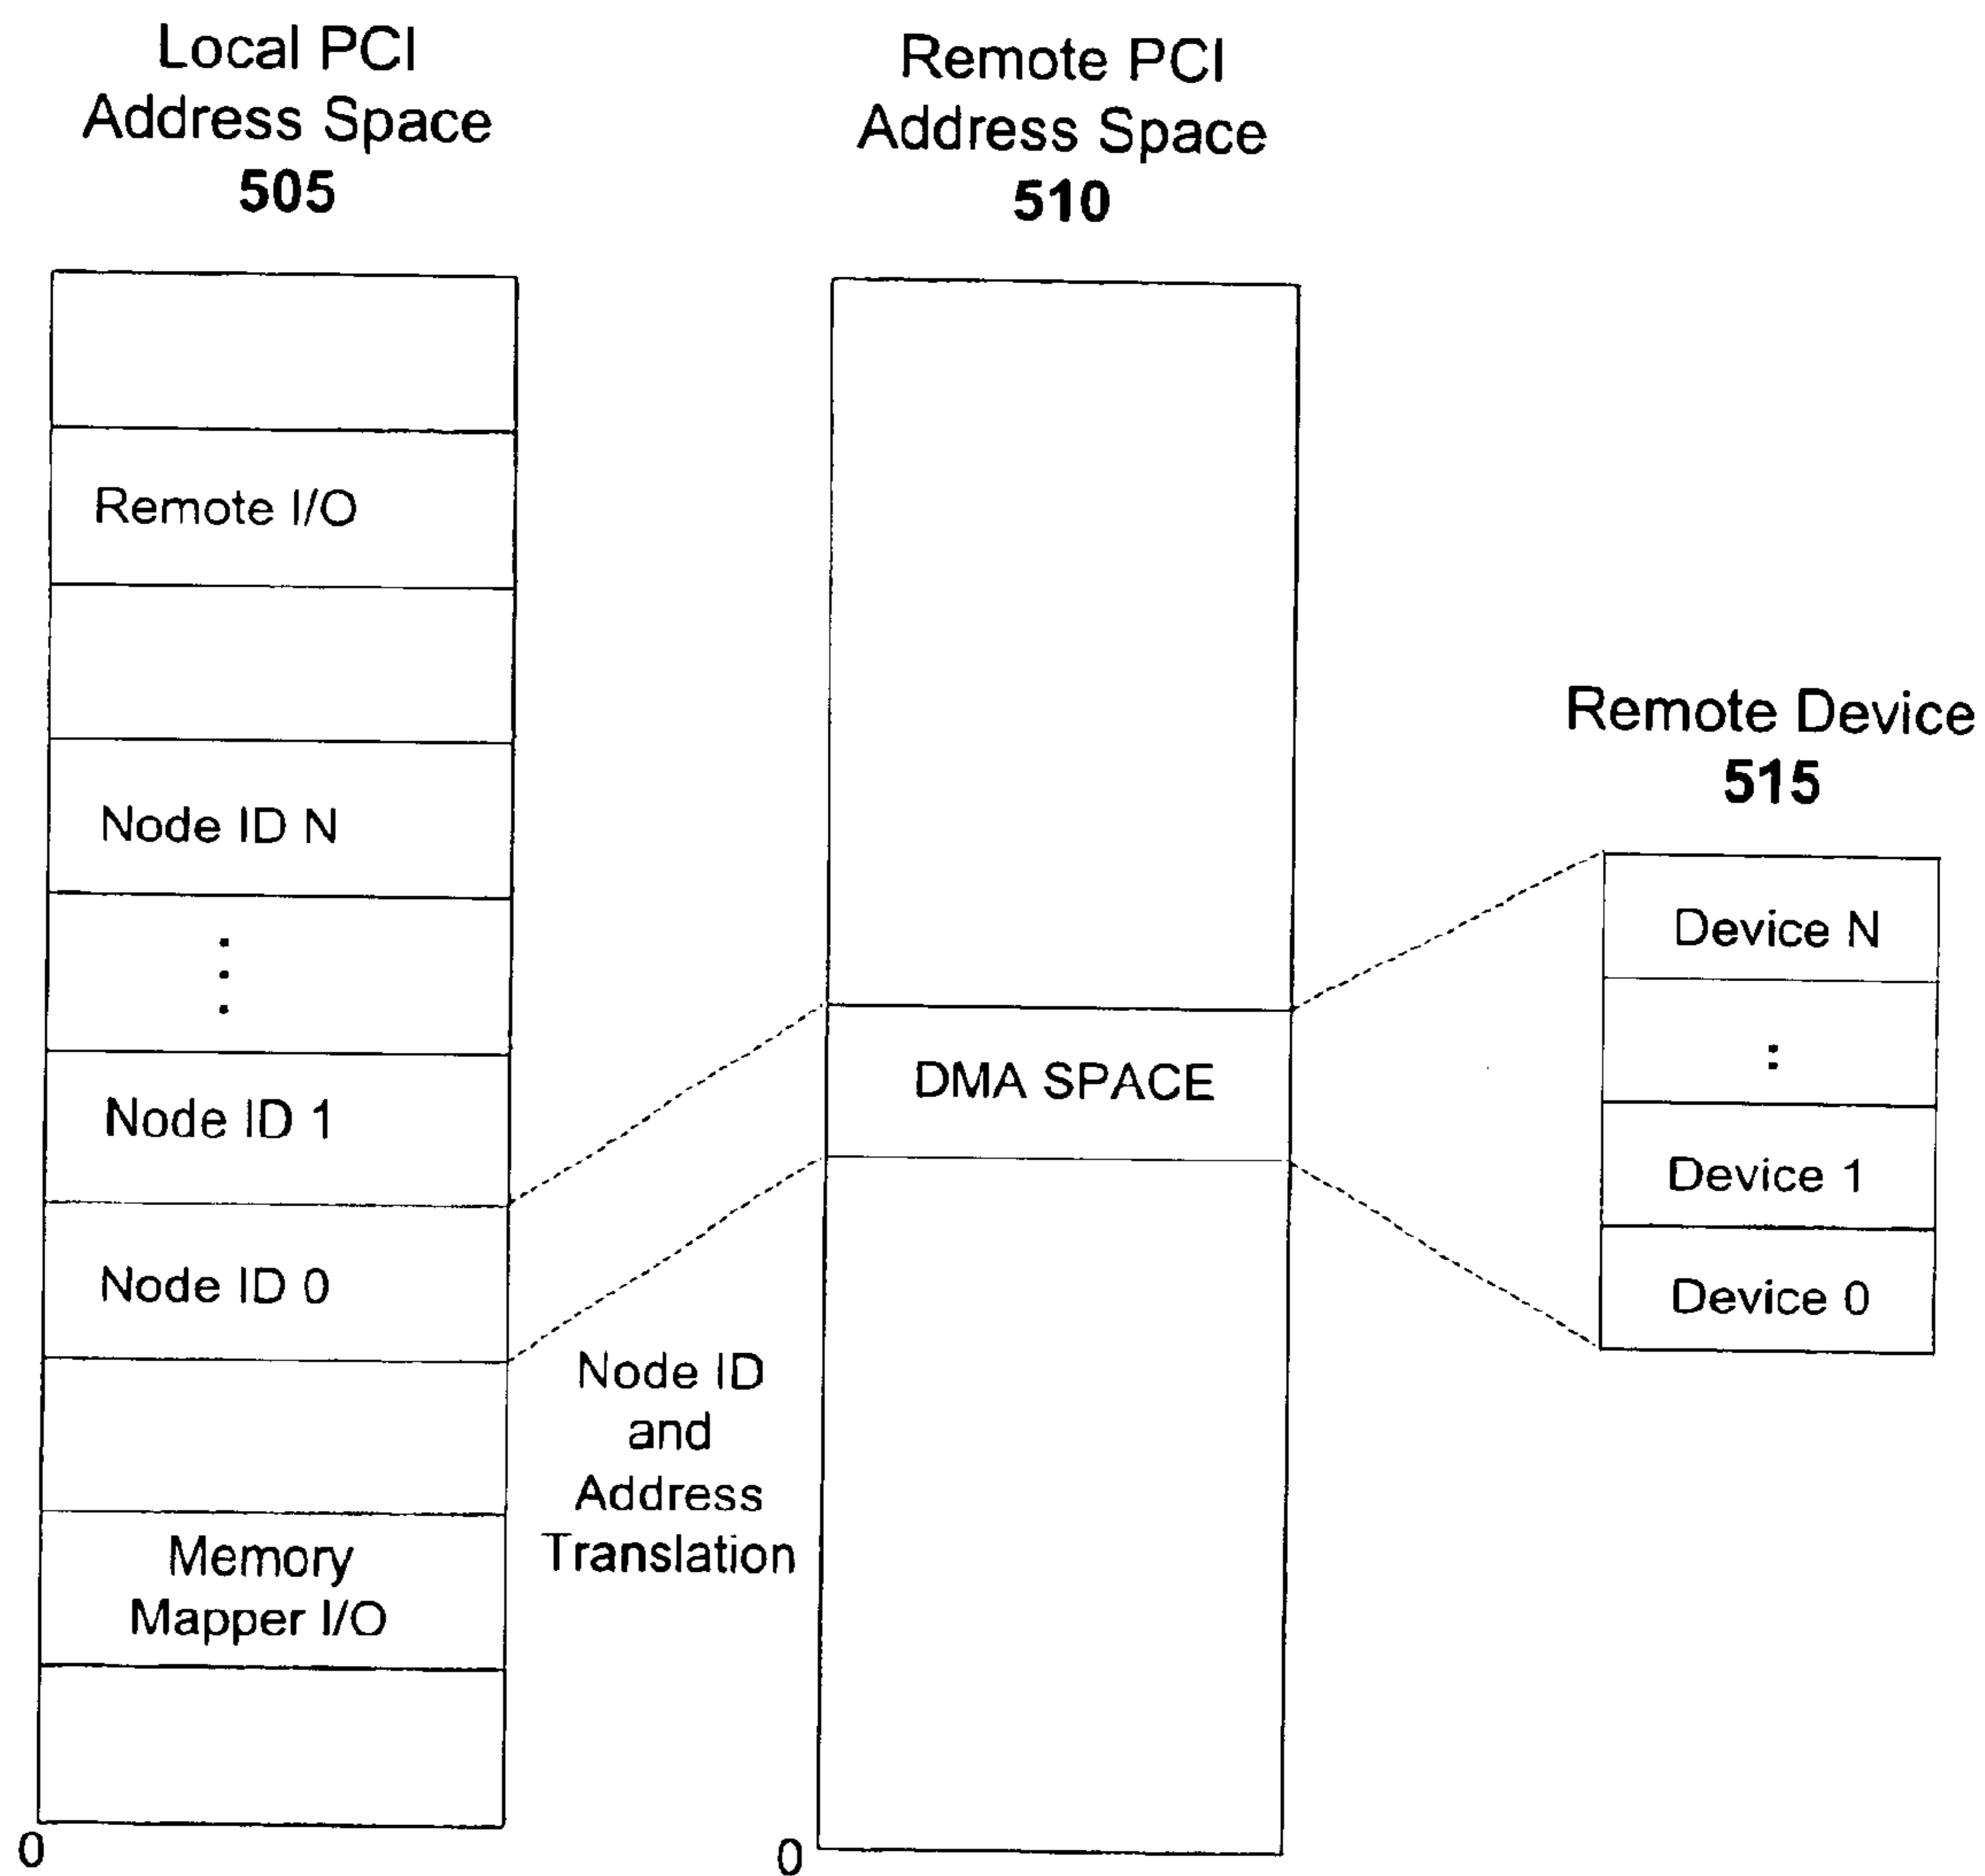 Local PCI
Address Space
505
Remote I/O
Node ID N
Node ID 1
Node ID 0
Memory
Mapper I/O
0
Node ID
and
Address
Translation
Remote PCI
Address Space
510
DMA SPACE
0
Remote Device
515
Device N
Device 1
Device 0